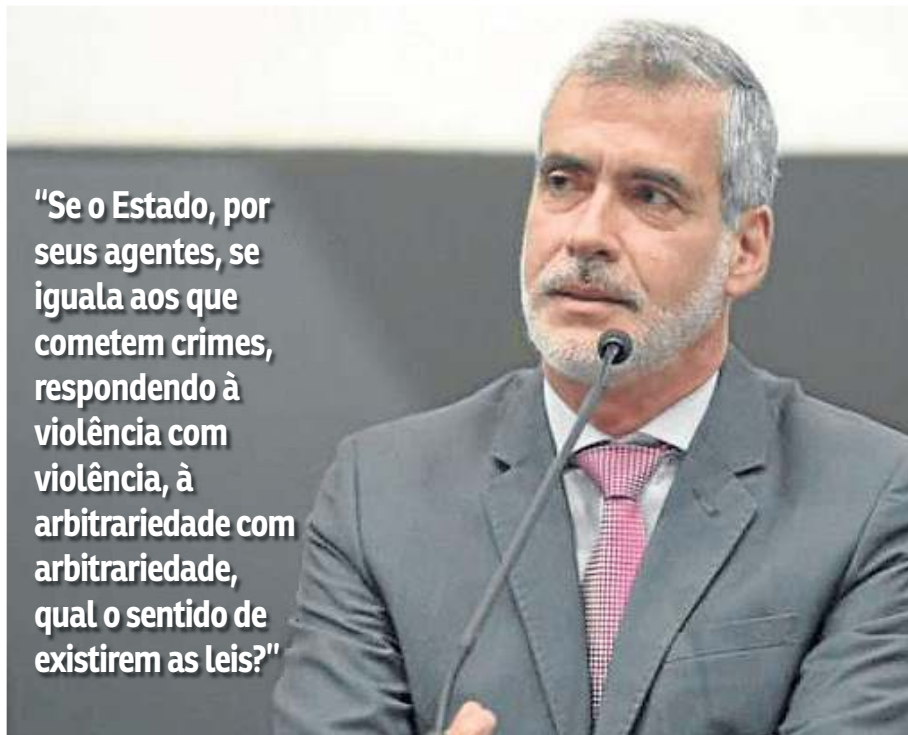 “Se o Estado, por
seus agentes, se
iguala aos que
cometem crimes,
respondendo à
violência com
violência, à
arbitrariedade com
arbitrariedade,
qual o sentido de
existirem as leis?”